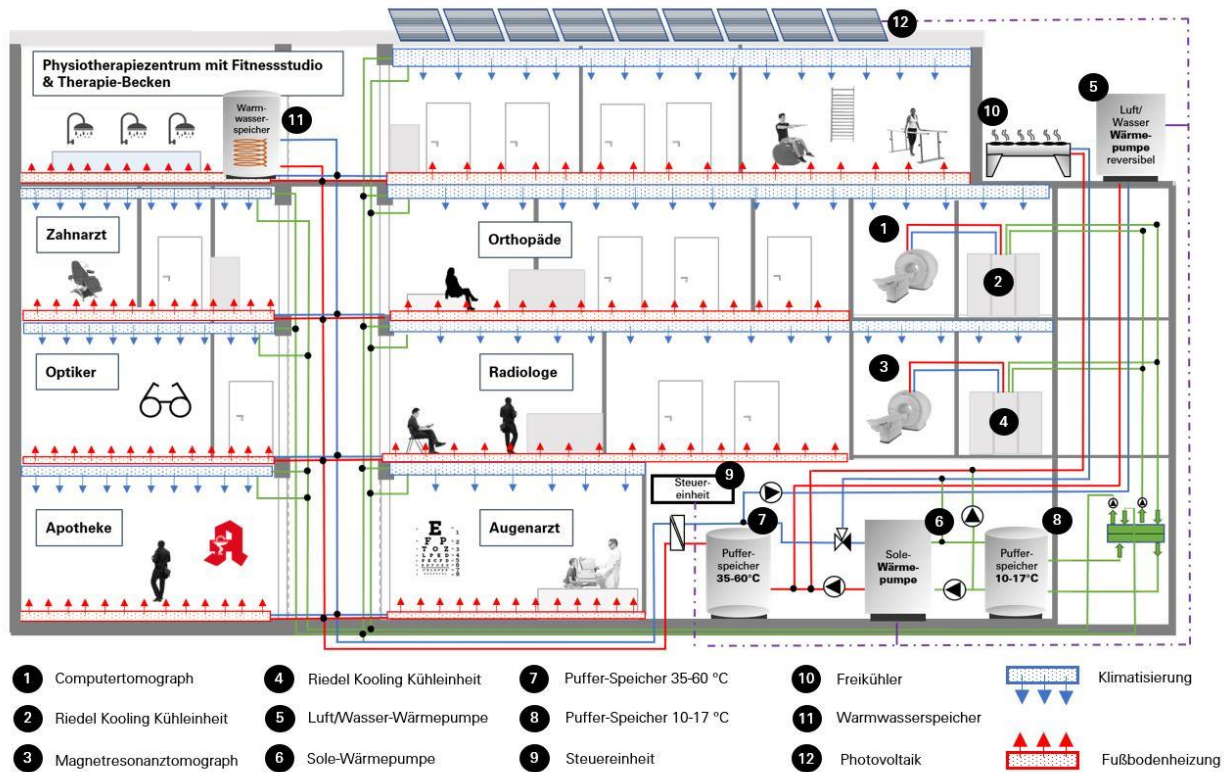 12
Physiotherapiezentrum mit Fitnessstudio
& Therapie-Becken
Warm-
wasser-
speicher
11
10
5
Luft/
Wasser
Wärme-
pumpe
reversibel
Zahnarzt
Orthopäde
1
2
Optiker
Radiologe
3
4
Apotheke
A
E
F P
T O Z
L P E D
P E C F D
Augenarzt
Steuer-
einheit
9
7
Puffer-
speicher
35-60°C
6
Sole-
Wärme-
pumpe
8
Puffer-
speicher
10-17°C
1 Computertomograph
2 Riedel Kooling Kühleinheit
3 Magnetresonanztomograph
4 Riedel Kooling Kühleinheit
5 Luft/Wasser-Wärmepumpe
6 Sole-Wärmepumpe
7 Puffer-Speicher 35-60 °C
8 Puffer-Speicher 10-17 °C
9 Steuereinheit
10 Freikühler
11 Warmwasserspeicher
12 Photovoltaik
Klimatisierung
Fußbodenheizung